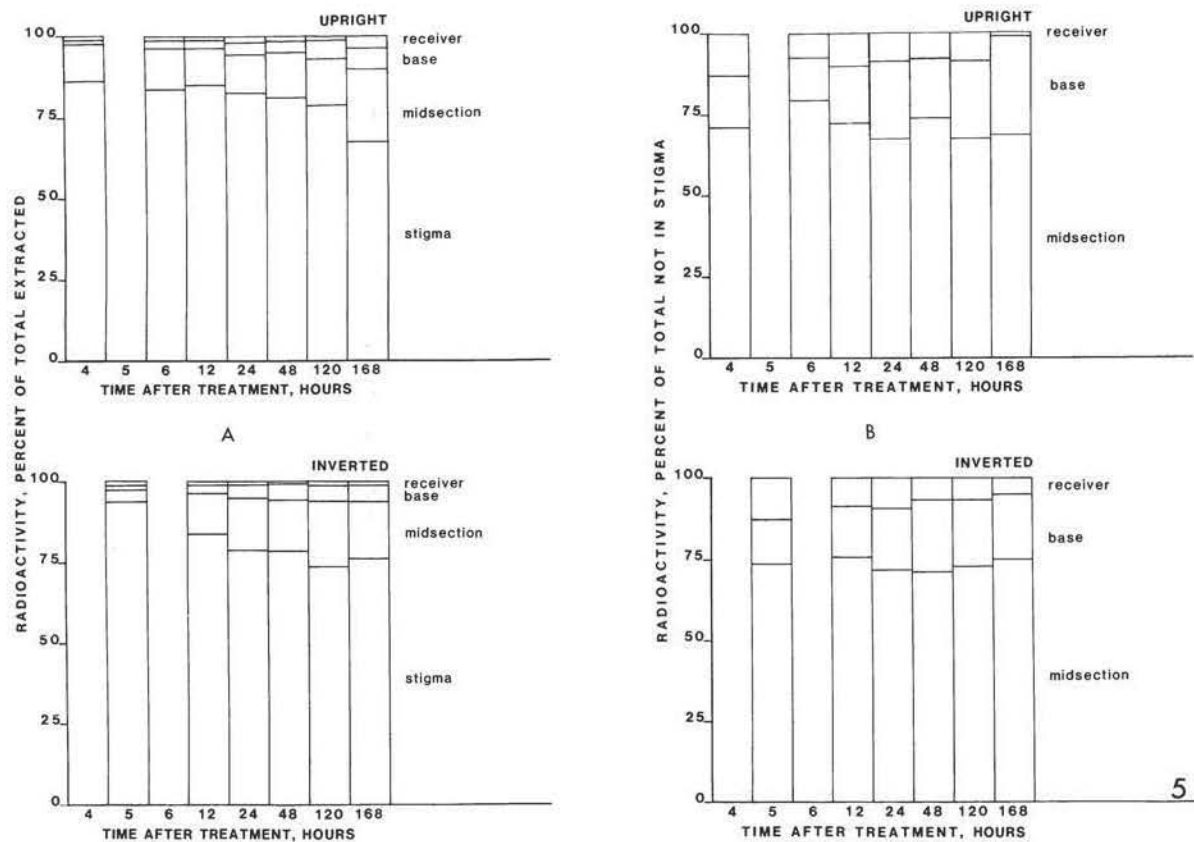 UPRIGHT
100
75
50
25
0
receiver
base
midsection
stigma
4 5 6 12 24 48 120 168
TIME AFTER TREATMENT, HOURS
A
INVERTED
100
75
50
25
0
receiver
base
midsection
stigma
4 5 6 12 24 48 120 168
TIME AFTER TREATMENT, HOURS
RADIOACTIVITY, PERCENT OF TOTAL EXTRACTED
UPRIGHT
100
75
50
25
0
receiver
base
midsection
4 5 6 12 24 48 120 168
TIME AFTER TREATMENT, HOURS
B
INVERTED
100
75
50
25
0
receiver
base
midsection
4 5 6 12 24 48 120 168
TIME AFTER TREATMENT, HOURS
RADIOACTIVITY, PERCENT OF TOTAL NOT IN STIGMA
5